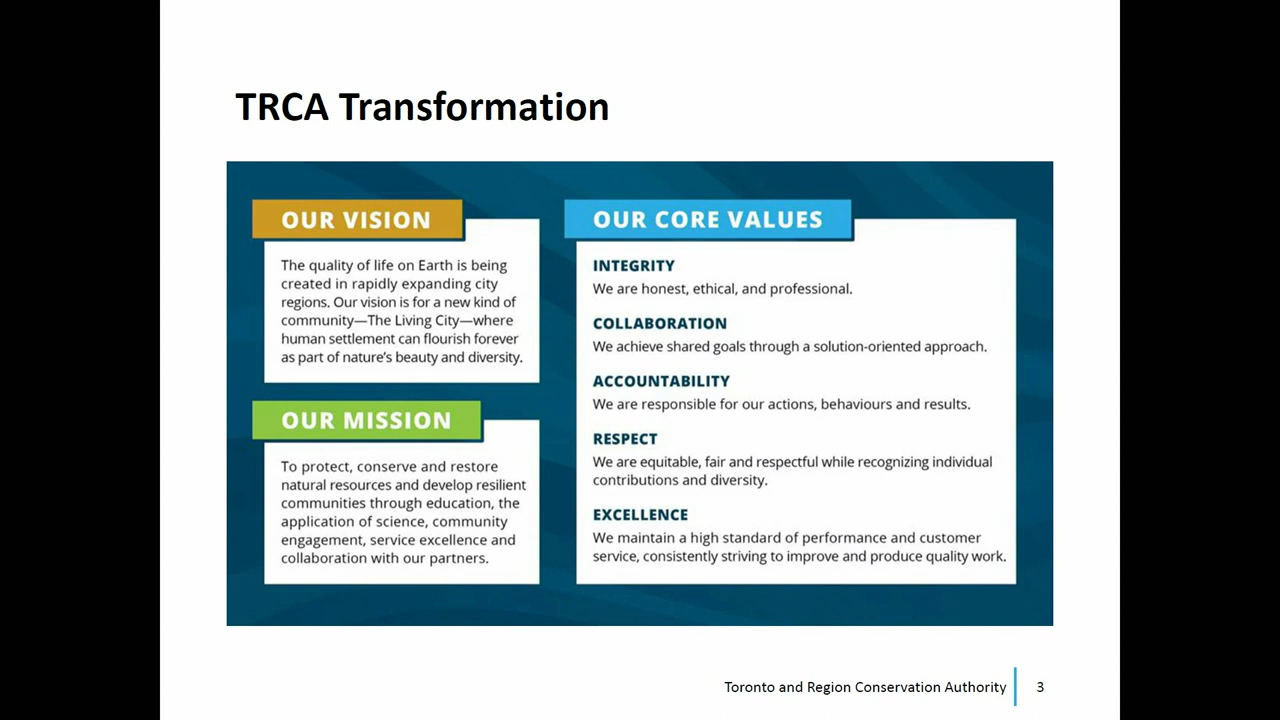 TRCA Transformation
OUR VISION
The quality of life on Earth is being
created in rapidly expanding city
regions. Our vision is for a new kind of
community—The Living City—where
human settlement can flourish forever
as part of nature's beauty and diversity.
OUR MISSION
To protect, conserve and restore
natural resources and develop resilient
communities through education, the
application of science, community
engagement, service excellence and
collaboration with our partners.
OUR CORE VALUES
INTEGRITY
We are honest, ethical, and professional.
COLLABORATION
We achieve shared goals through a solution-oriented approach.
ACCOUNTABILITY
We are responsible for our actions, behaviours and results.
RESPECT
We are equitable, fair and respectful while recognizing individual
contributions and diversity.
EXCELLENCE
We maintain a high standard of performance and customer
service, consistently striving to improve and produce quality work.
Toronto and Region Conservation Authority 3